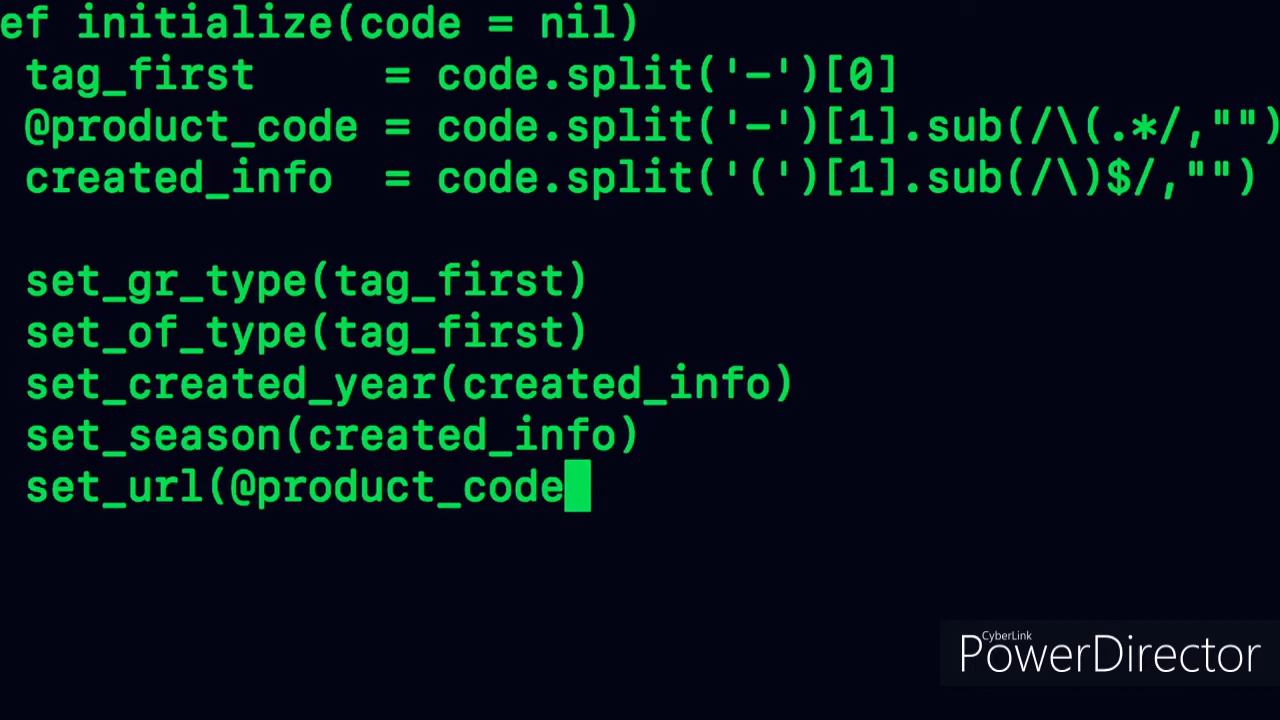 ef initialize(code = nil)
tag_first = code.split('-')[0]
@product_code = code.split('-')[1].sub(/\(.*/,"")
created_info = code.split('(')[1].sub(/\)$/,"")
set_gr_type(tag_first)
set_of_type(tag_first)
set_created_year(created_info)
set_season(created_info)
set_url(@product_code
CyberLink
PowerDirector